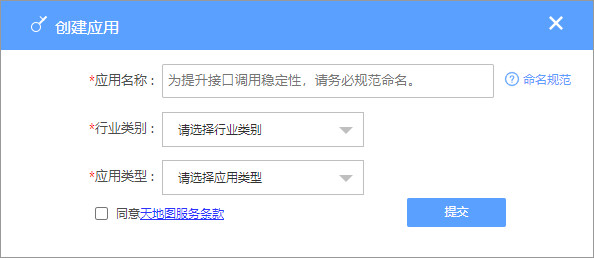 创建应用
*应用名称： 为提升接口调用稳定性，请务必规范命名。 ? 命名规范
*行业类别： 请选择行业类别
*应用类型： 请选择应用类型
同意天地图服务条款 提交